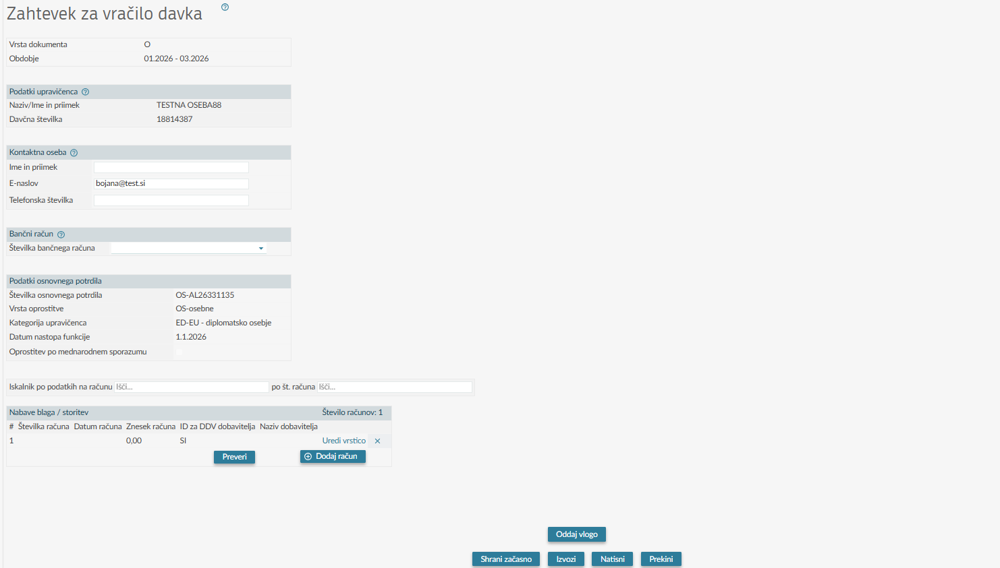 Zahtevek za vračilo davka
Vrsta dokumenta O
Obdobje 01.2026 - 03.2026
Podatki upravičenca
Naziv/Ime in priimek TESTNA OSEBA88
Davčna številka 18814387
Kontaktna oseba
Ime in priimek
E-naslov bojana@test.si
Telefonska številka
Bančni račun
Številka bančnega računa
Podatki osnovnega potrdila
Številka osnovnega potrdila OS-AL26331135
Vrsta oprostitve OS-osebne
Kategorija upravičenca ED-EU - diplomatsko osebje
Datum nastopa funkcije 1.1.2026
Oprostitev po mednarodnem sporazumu
Iskalnik po podatkih na računu Išči... po št. računa Išči...
Nabave blaga / storitev Število računov: 1
# Številka računa Datum računa Znesek računa ID za DDV dobavitelja Naziv dobavitelja
1 0,00 SI Uredi vrstico
Preveri Dodaj račun
Oddaj vlogo
Shrani začasno Izvozi Natisni Prekini